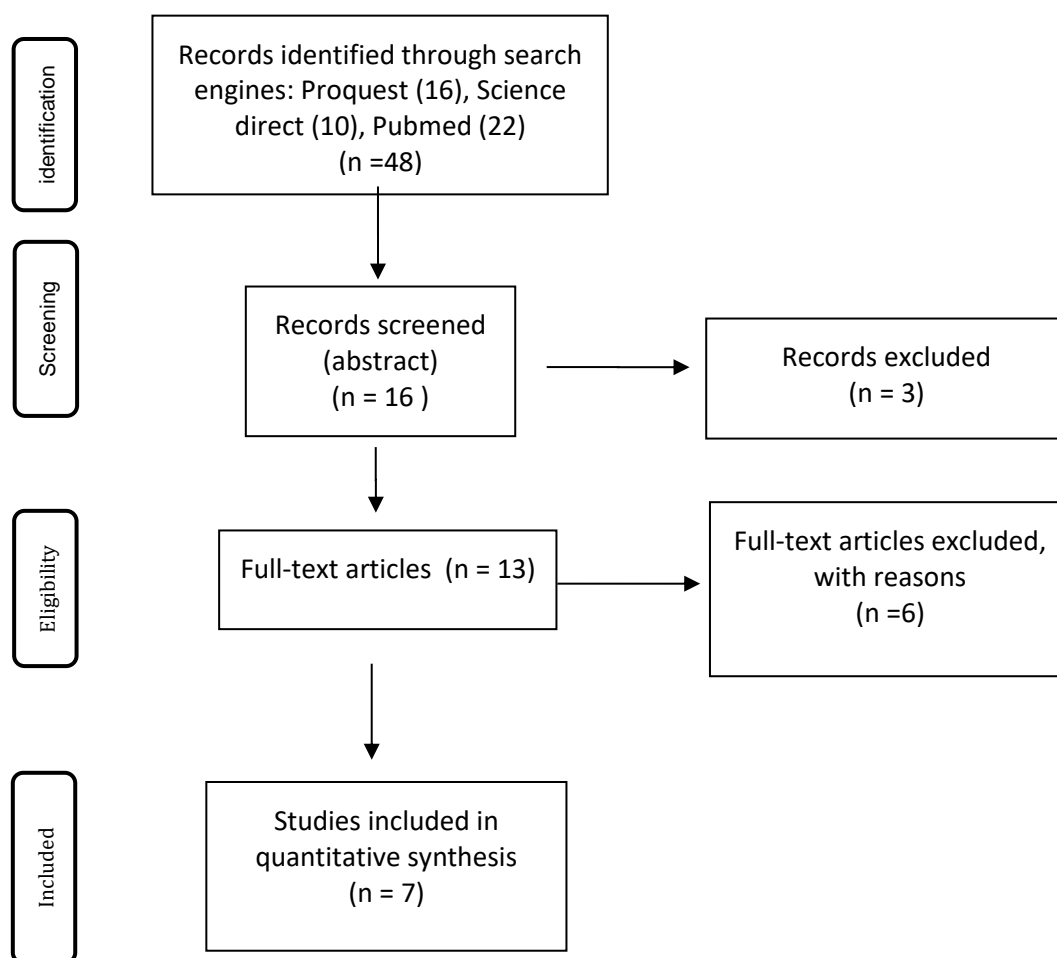 identification
Records identified through search
engines: Proquest (16), Science
direct (10), Pubmed (22)
(n =48)
Screening
Records screened
(abstract)
(n = 16 )
Records excluded
(n = 3)
Eligibility
Full-text articles (n = 13)
Full-text articles excluded,
with reasons
(n =6)
Included
Studies included in
quantitative synthesis
(n = 7)